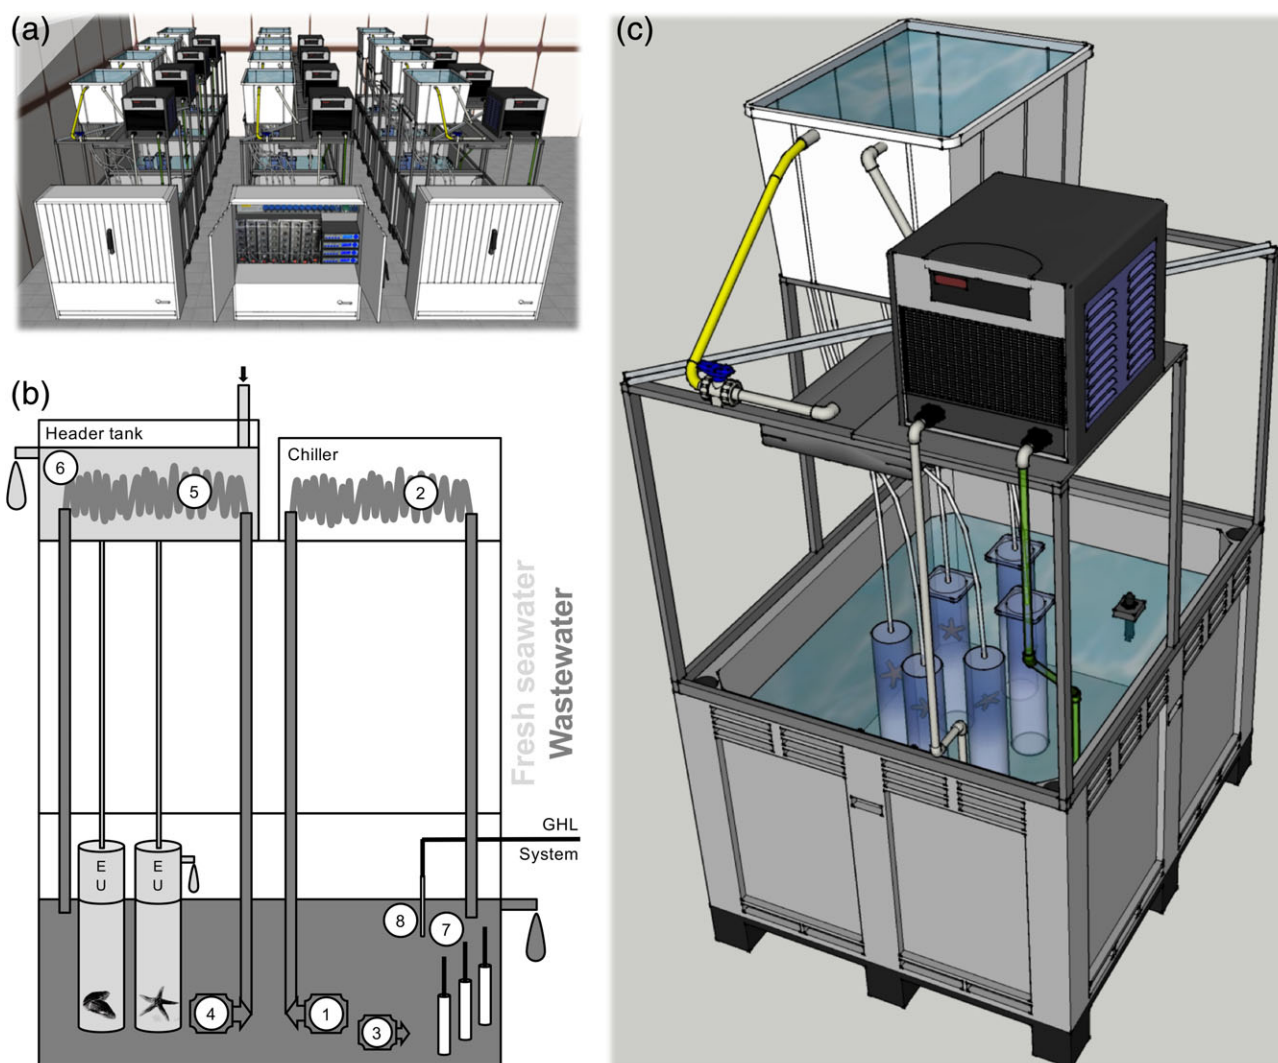 (a)
(b)
Header tank
6
5
Chiller
2
Fresh seawater
Wastewater
GHL
System
E
U
E
U
8
7
4
1
3
(c)